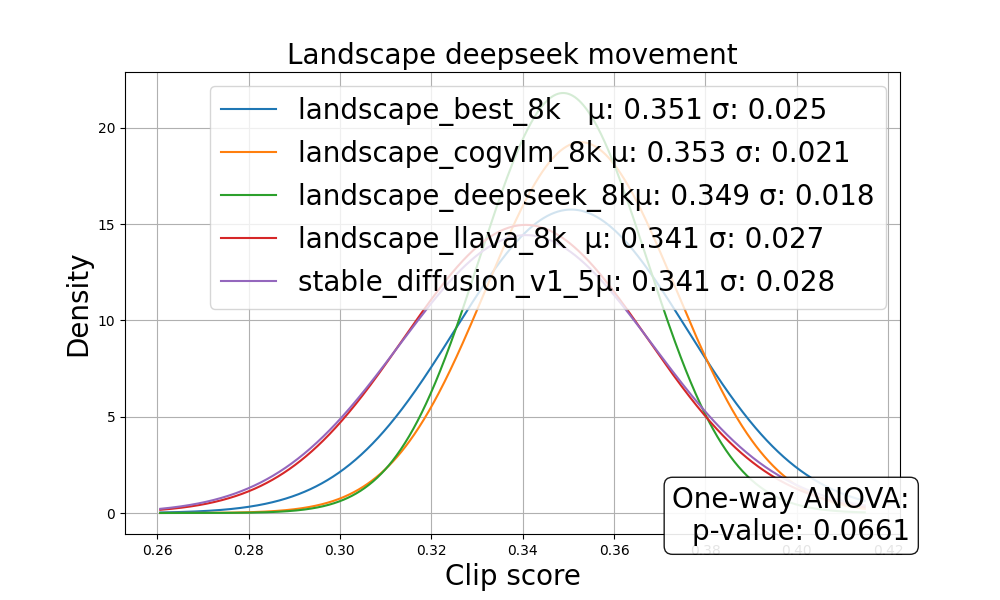 Landscape deepseek movement
landscape_best_8k μ: 0.351 σ: 0.025
landscape_cogvlm_8k μ: 0.353 σ: 0.021
landscape_deepseek_8kμ: 0.349 σ: 0.018
landscape_llava_8k μ: 0.341 σ: 0.027
stable_diffusion_v1_5μ: 0.341 σ: 0.028
Density
20
15
10
5
0
One-way ANOVA:
p-value: 0.0661
0.26 0.28 0.30 0.32 0.34 0.36 0.38 0.40 0.42
Clip score